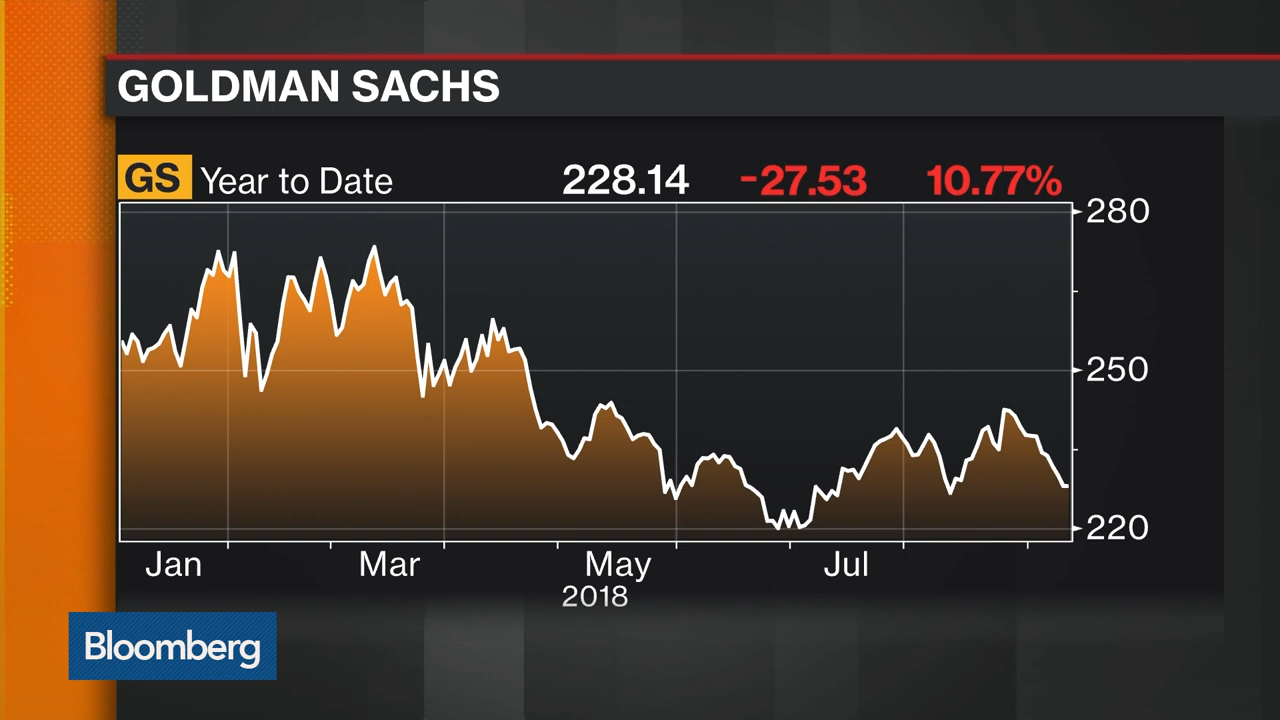 GOLDMAN SACHS
GS Year to Date 228.14 -27.53 10.77%
280
250
220
Jan Mar May Jul
2018
Bloomberg